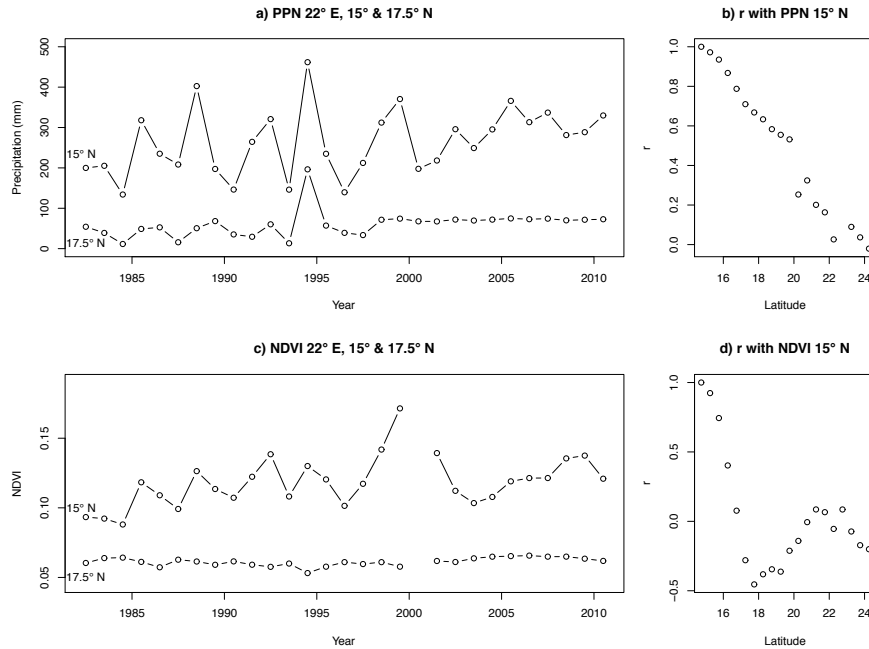 a) PPN 22° E, 15° & 17.5° N
Precipitation (mm)
500
400
300
200
100
0
15° N
17.5° N
1985 1990 1995 2000 2005 2010
Year
b) r with PPN 15° N
r
1.0
0.8
0.6
0.4
0.2
0.0
16 18 20 22 24
Latitude
c) NDVI 22° E, 15° & 17.5° N
NDVI
0.15
0.10
0.05
15° N
17.5° N
1985 1990 1995 2000 2005 2010
Year
d) r with NDVI 15° N
r
1.0
0.5
0.0
−0.5
16 18 20 22 24
Latitude